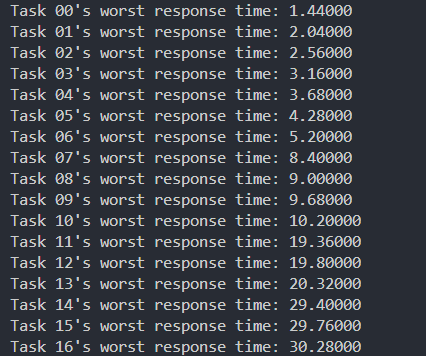 Task 00's worst response time: 1.44000
Task 01's worst response time: 2.04000
Task 02's worst response time: 2.56000
Task 03's worst response time: 3.16000
Task 04's worst response time: 3.68000
Task 05's worst response time: 4.28000
Task 06's worst response time: 5.20000
Task 07's worst response time: 8.40000
Task 08's worst response time: 9.00000
Task 09's worst response time: 9.68000
Task 10's worst response time: 10.20000
Task 11's worst response time: 19.36000
Task 12's worst response time: 19.80000
Task 13's worst response time: 20.32000
Task 14's worst response time: 29.40000
Task 15's worst response time: 29.76000
Task 16's worst response time: 30.28000